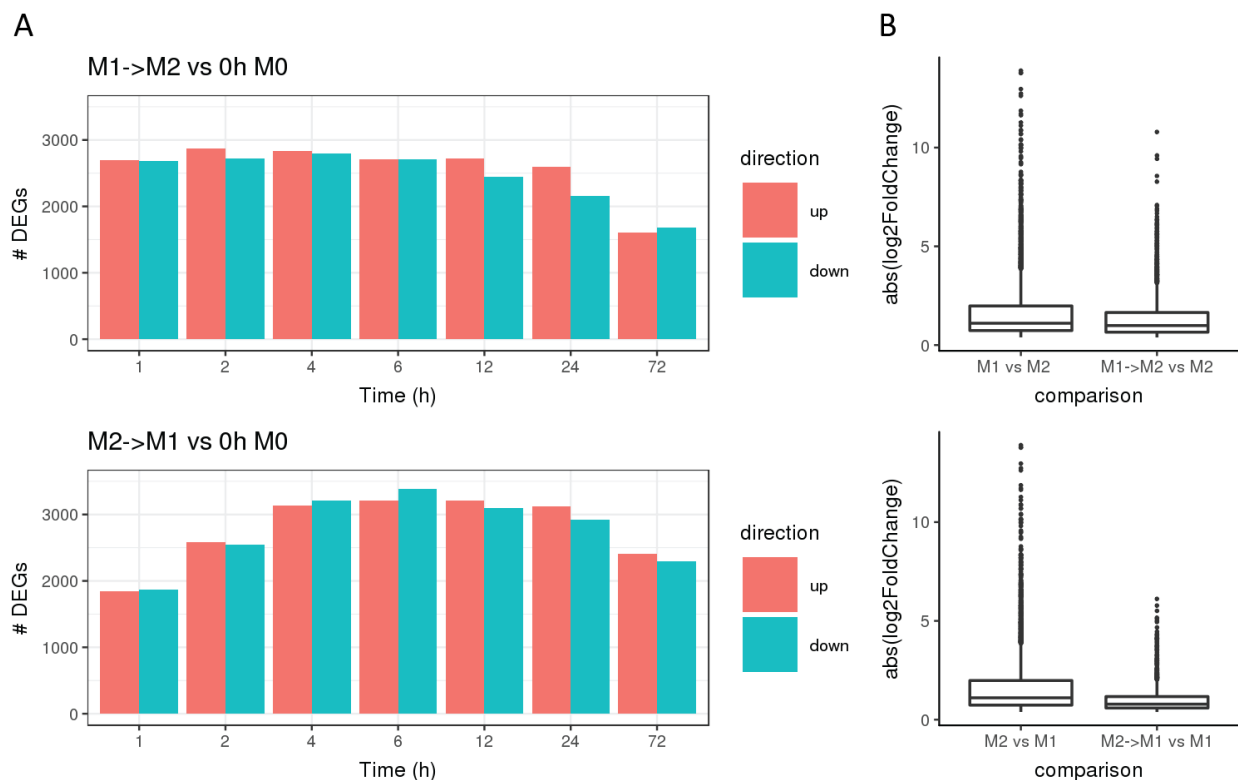 A
M1->M2 vs 0h M0
# DEGs
3000
2000
1000
0
1 2 4 6 12 24 72
Time (h)
direction
up
down
B
abs(log2FoldChange)
10
5
0
M1 vs M2 M1->M2 vs M2
comparison
M2->M1 vs 0h M0
# DEGs
3000
2000
1000
0
1 2 4 6 12 24 72
Time (h)
direction
up
down
abs(log2FoldChange)
10
5
0
M2 vs M1 M2->M1 vs M1
comparison